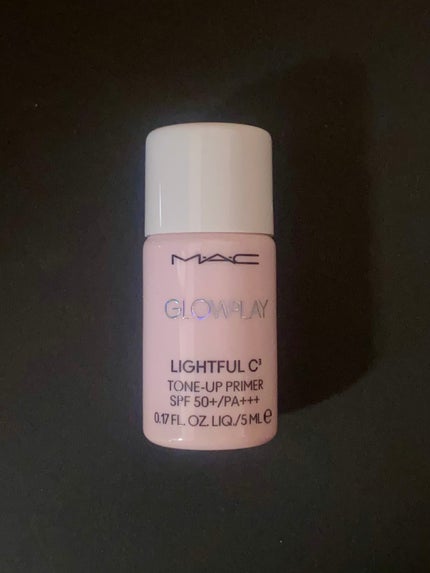 M·A·C
GLOW PLAY
LIGHTFUL C³
TONE-UP PRIMER
SPF 50+/PA+++
0.17 FL. OZ. LIQ./5 ML ℮